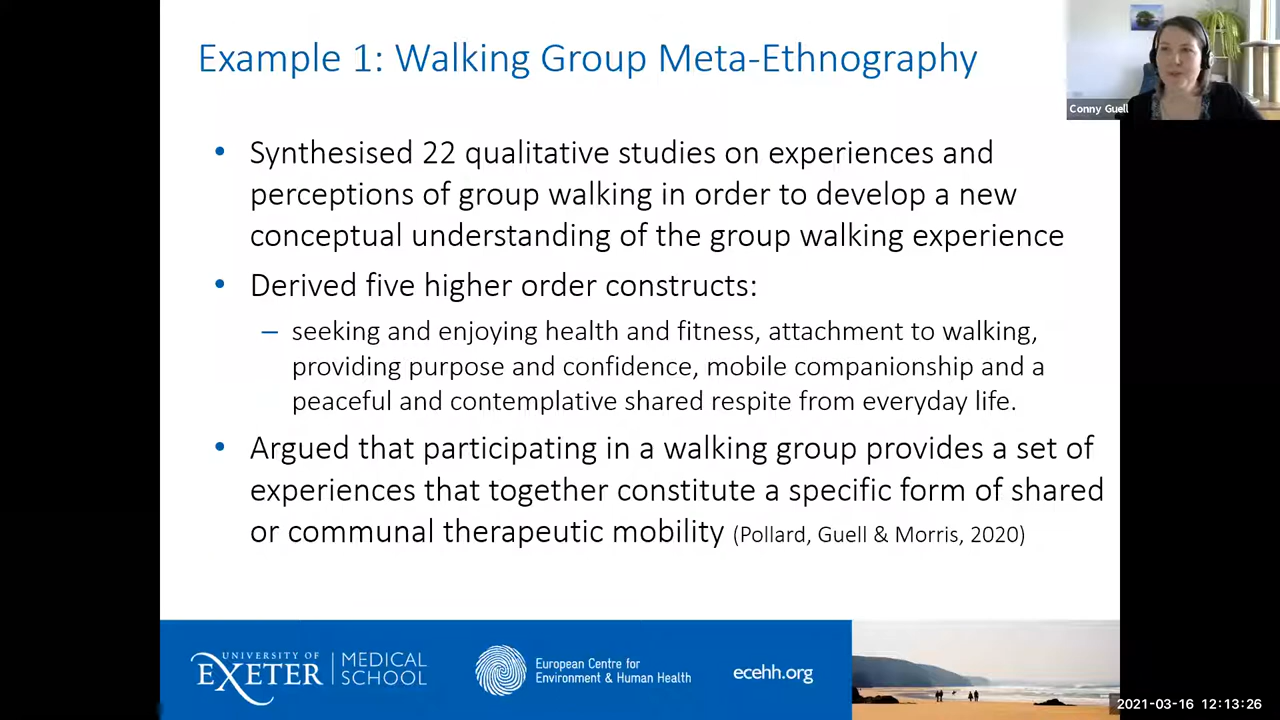 Example 1: Walking Group Meta-Ethnography
Conny Guell
• Synthesised 22 qualitative studies on experiences and
perceptions of group walking in order to develop a new
conceptual understanding of the group walking experience
• Derived five higher order constructs:
– seeking and enjoying health and fitness, attachment to walking,
providing purpose and confidence, mobile companionship and a
peaceful and contemplative shared respite from everyday life.
• Argued that participating in a walking group provides a set of
experiences that together constitute a specific form of shared
or communal therapeutic mobility (Pollard, Guell & Morris, 2020)
UNIVERSITY OF
EXETER
MEDICAL
SCHOOL
European Centre for
Environment & Human Health
ecehh.org
2021-03-16 12:13:26